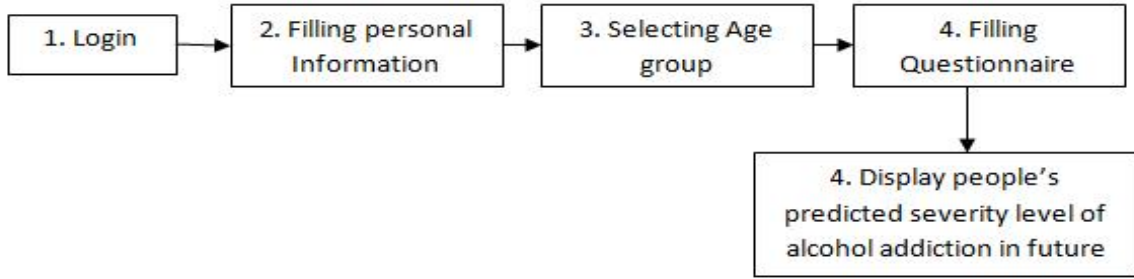 1. Login
2. Filling personal
Information
3. Selecting Age
group
4. Filling
Questionnaire
4. Display people's
predicted severity level of
alcohol addiction in future